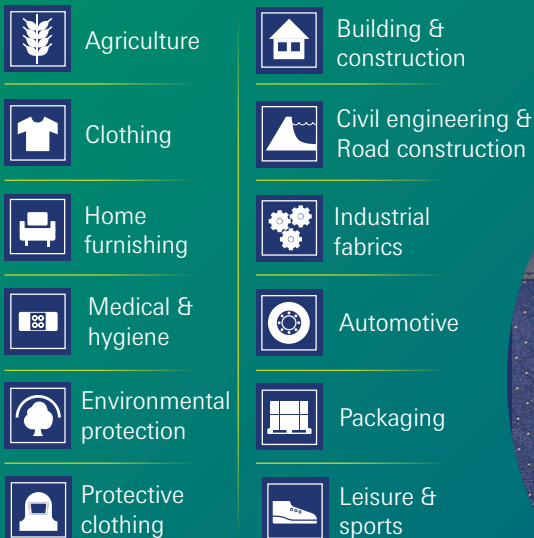 Agriculture
Clothing
Home
furnishing
Medical &
hygiene
Environmental
protection
Protective
clothing
Building &
construction
Civil engineering &
Road construction
Industrial
fabrics
Automotive
Packaging
Leisure &
sports